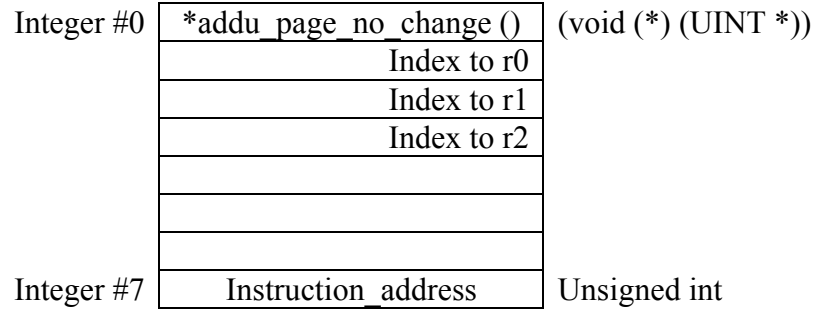 Integer #0 *addu_page_no_change () (void (*) (UINT *))
Index to r0
Index to r1
Index to r2
Integer #7 Instruction_address Unsigned int